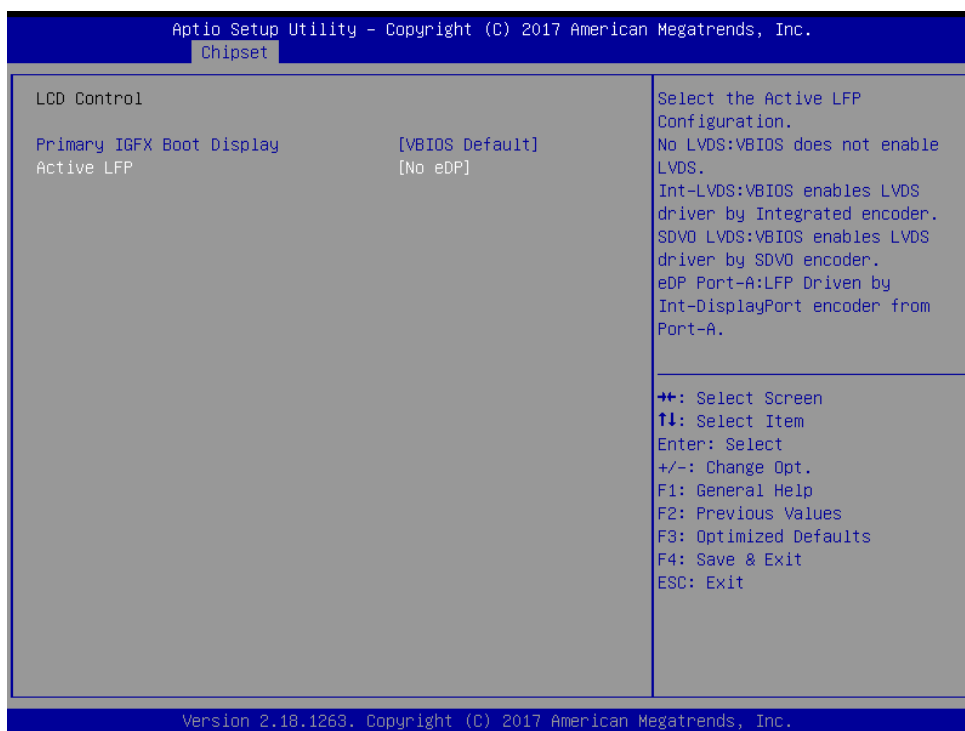 Aptio Setup Utility – Copyright (C) 2017 American Megatrends, Inc.
Chipset
LCD Control
Primary IGFX Boot Display [VBIOS Default]
Active LFP [No eDP]
Select the Active LFP
Configuration.
No LVDS:VBIOS does not enable
LVDS.
Int-LVDS:VBIOS enables LVDS
driver by Integrated encoder.
SDVO LVDS:VBIOS enables LVDS
driver by SDVO encoder.
eDP Port-A:LFP Driven by
Int-DisplayPort encoder from
Port-A.
→←: Select Screen
↑↓: Select Item
Enter: Select
+/-: Change Opt.
F1: General Help
F2: Previous Values
F3: Optimized Defaults
F4: Save & Exit
ESC: Exit
Version 2.18.1263. Copyright (C) 2017 American Megatrends, Inc.